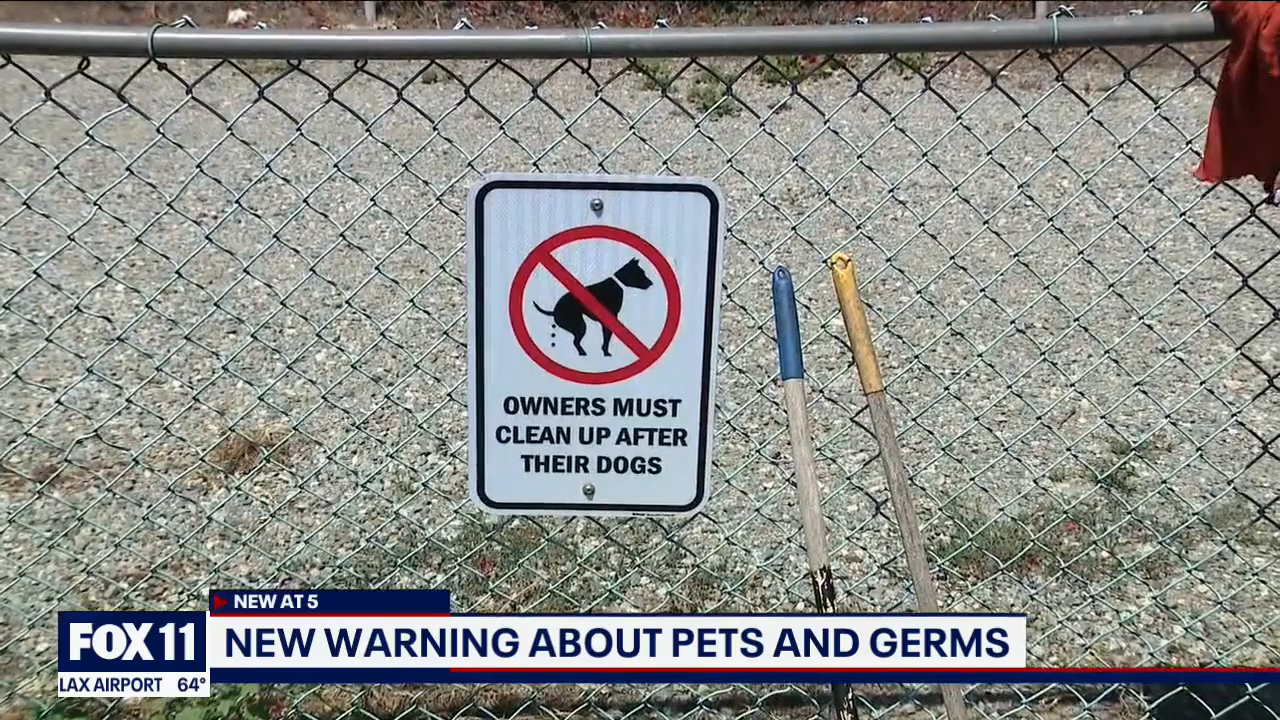 OWNERS MUST
CLEAN UP AFTER
THEIR DOGS
NEW AT 5
FOX 11
NEW WARNING ABOUT PETS AND GERMS
LAX AIRPORT 64°